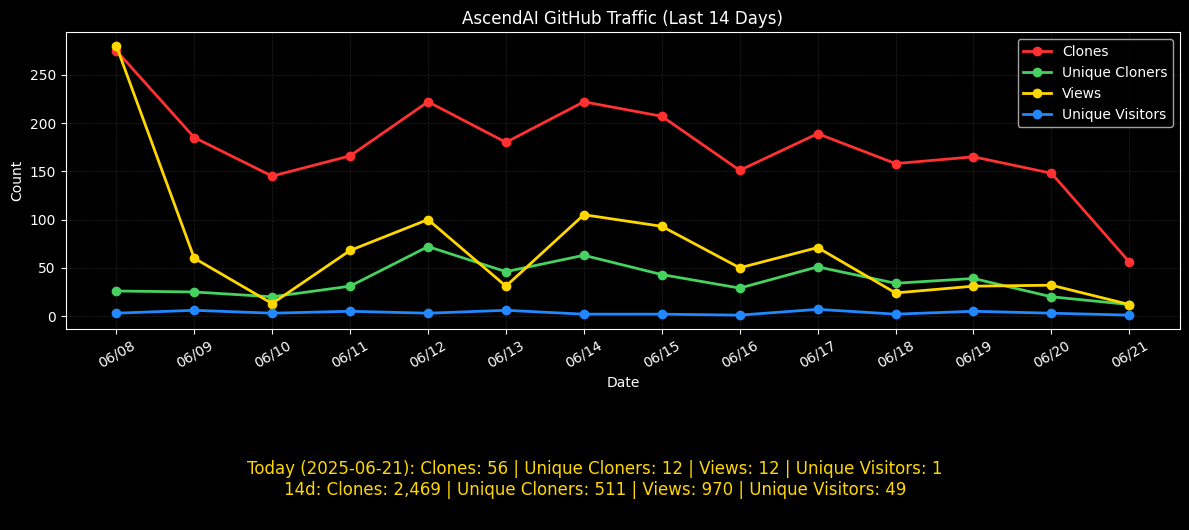 AscendAI GitHub Traffic (Last 14 Days)
Clones
Unique Cloners
Views
Unique Visitors
Count
250
200
150
100
50
0
06/08 06/09 06/10 06/11 06/12 06/13 06/14 06/15 06/16 06/17 06/18 06/19 06/20 06/21
Date
Today (2025-06-21): Clones: 56 | Unique Cloners: 12 | Views: 12 | Unique Visitors: 1
14d: Clones: 2,469 | Unique Cloners: 511 | Views: 970 | Unique Visitors: 49